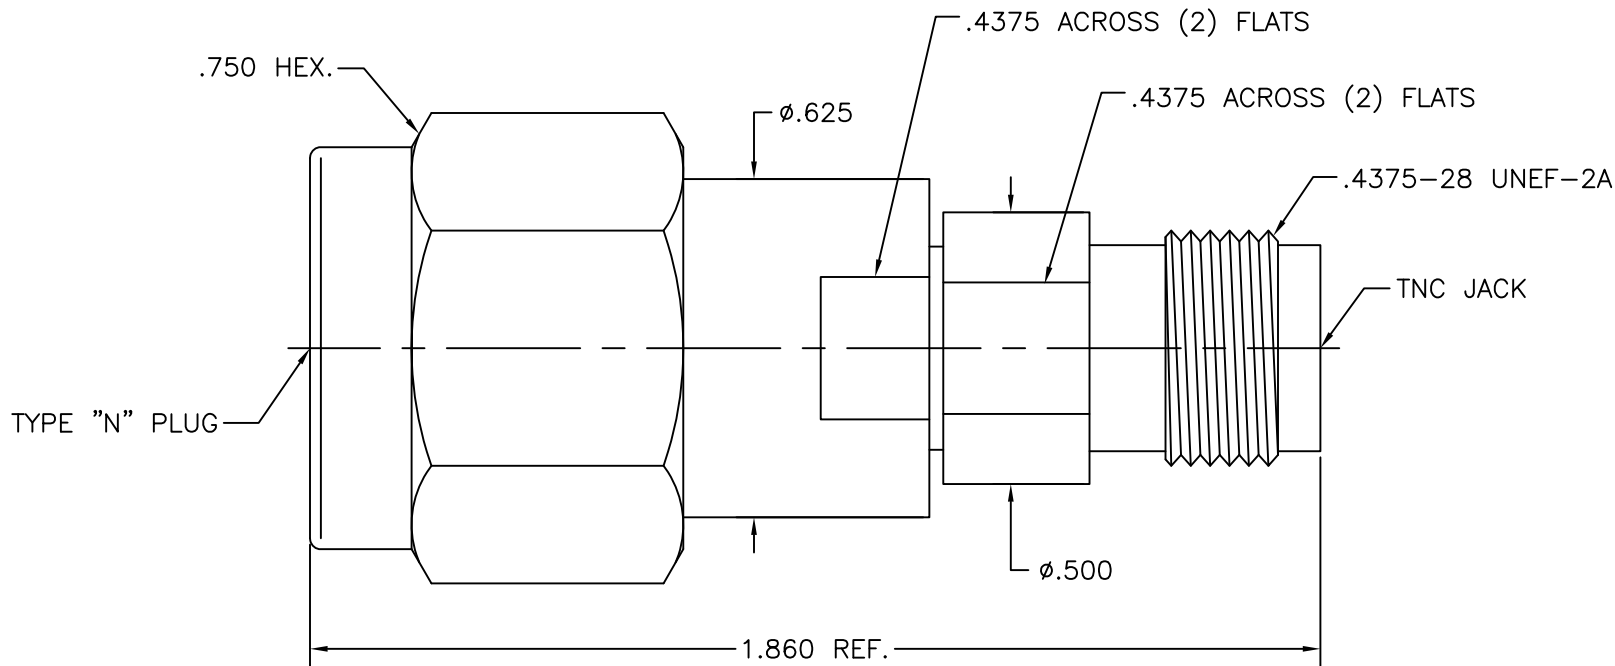 .4375 ACROSS (2) FLATS
.750 HEX.
.4375 ACROSS (2) FLATS
ø.625
.4375-28 UNEF-2A
TNC JACK
TYPE "N" PLUG
ø.500
1.860 REF.